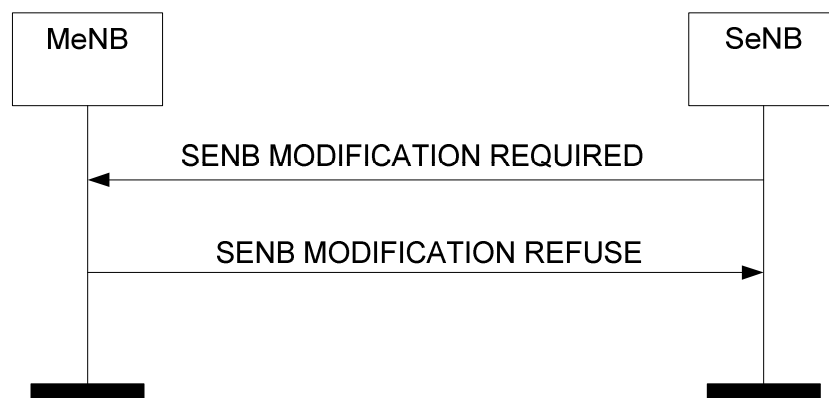 MeNB
SeNB
SENB MODIFICATION REQUIRED
SENB MODIFICATION REFUSE